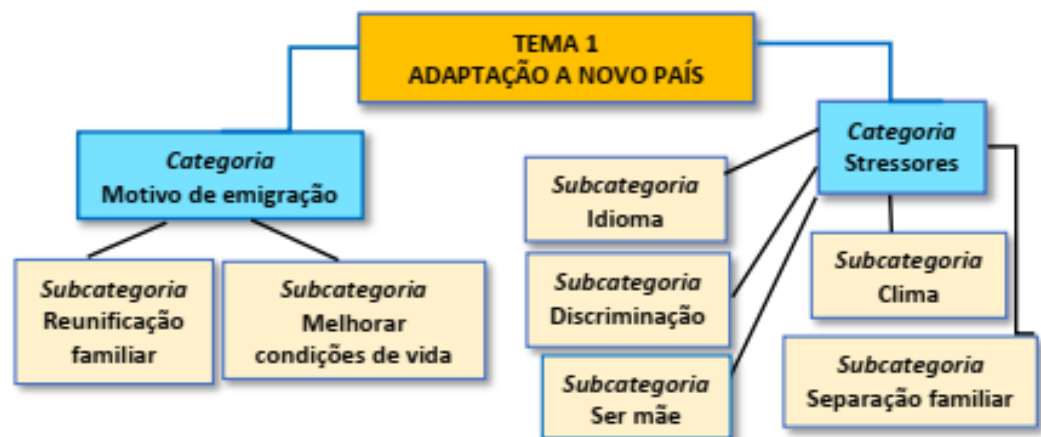 TEMA 1
ADAPTAÇÃO A NOVO PAÍS
Categoria
Motivo de emigração
Subcategoria
Reunificação
familiar
Subcategoria
Melhorar
condições de vida
Categoria
Stressores
Subcategoria
Idioma
Subcategoria
Discriminação
Subcategoria
Ser mãe
Subcategoria
Clima
Subcategoria
Separação familiar